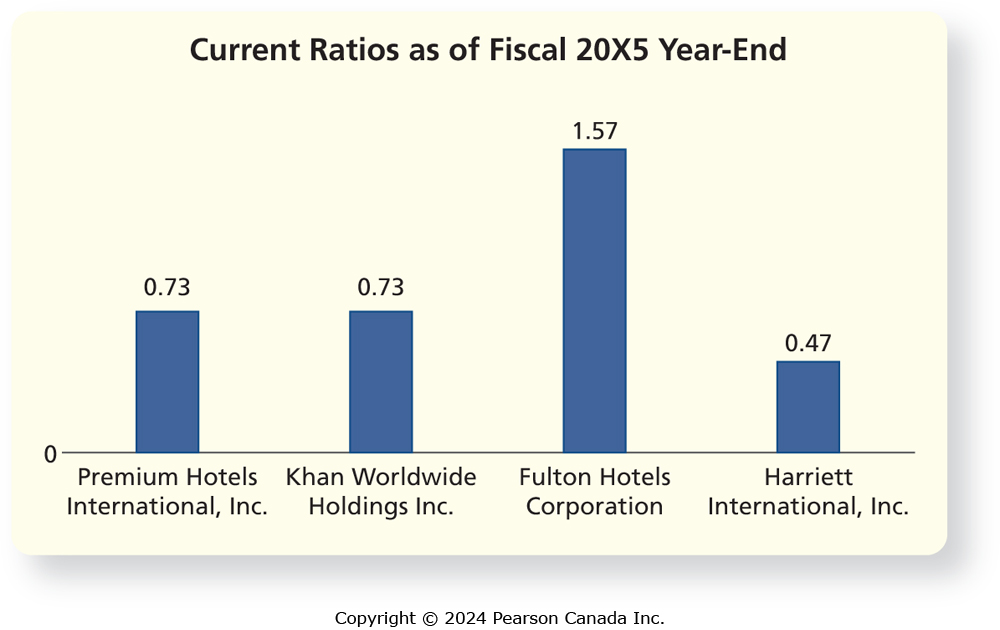 Current Ratios as of Fiscal 20X5 Year-End
1.57
0.73
0.73
0.47
0
Premium Hotels
International, Inc.
Khan Worldwide
Holdings Inc.
Fulton Hotels
Corporation
Harriett
International, Inc.
Copyright © 2024 Pearson Canada Inc.